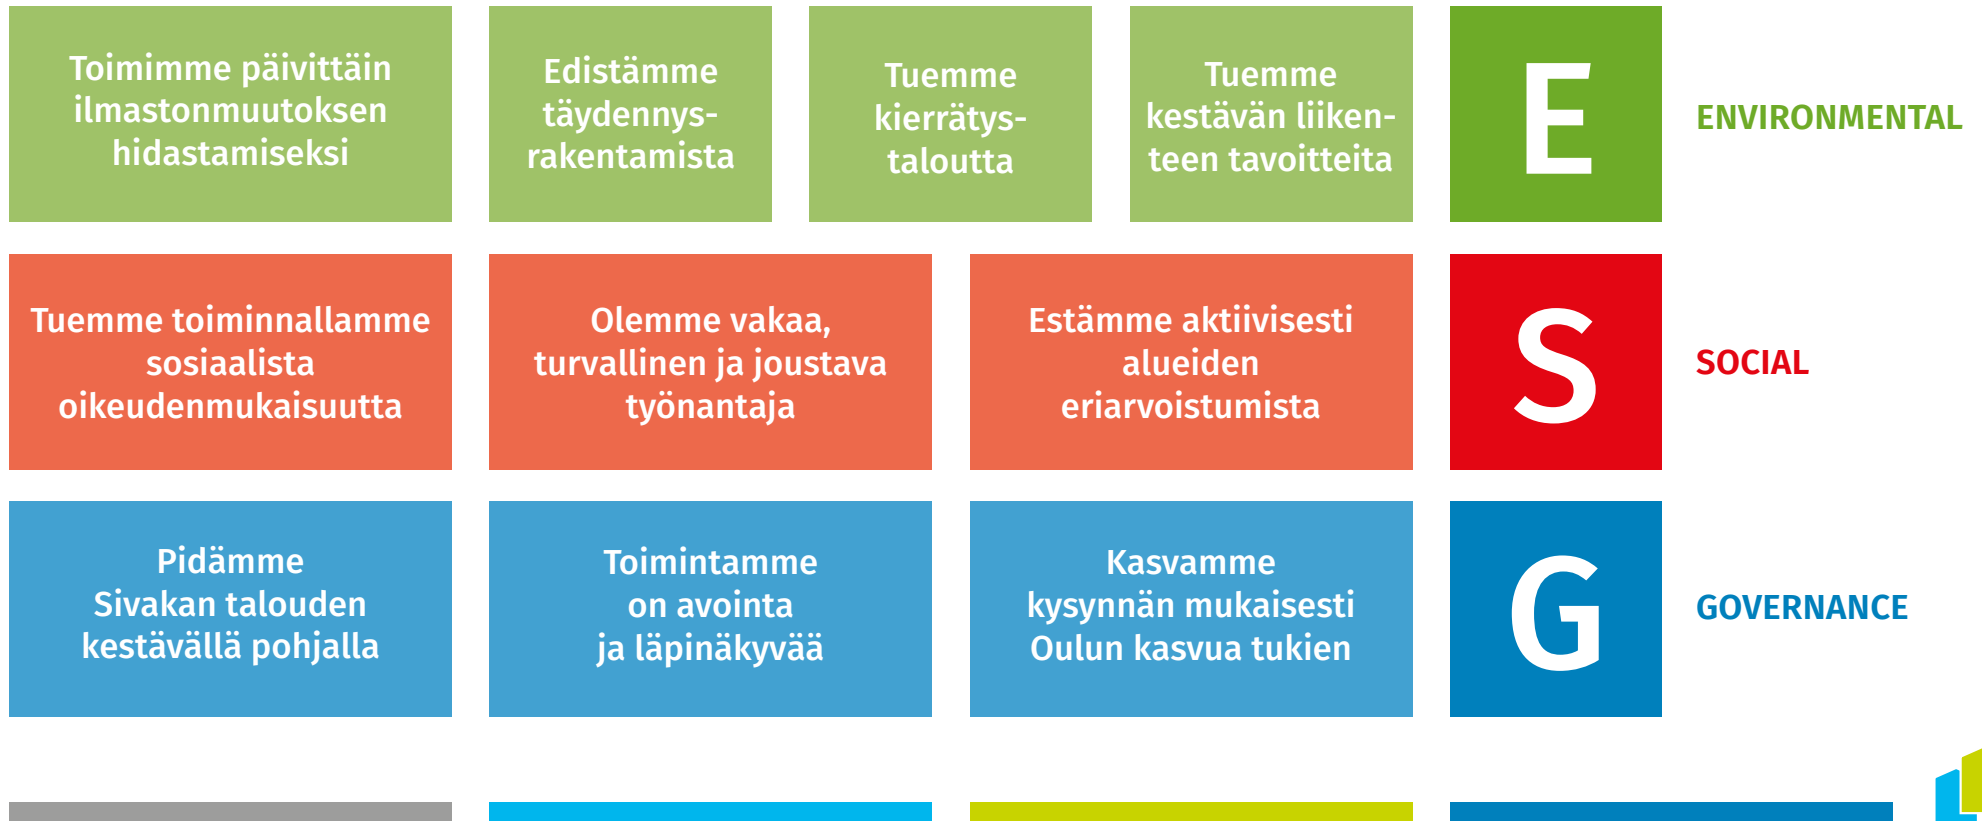 Toimimme päivittäin
ilmastonmuutoksen
hidastamiseksi
Edistämme
täydennys-
rakentamista
Tuemme
kierrätys-
taloutta
Tuemme
kestävän liiken-
teen tavoitteita
E
ENVIRONMENTAL
Tuemme toiminnallamme
sosiaalista
oikeudenmukaisuutta
Olemme vakaa,
turvallinen ja joustava
työnantaja
Estämme aktiivisesti
alueiden
eriarvoistumista
S
SOCIAL
Pidämme
Sivakan talouden
kestävällä pohjalla
Toimintamme
on avointa
ja läpinäkyvää
Kasvamme
kysynnän mukaisesti
Oulun kasvua tukien
G
GOVERNANCE